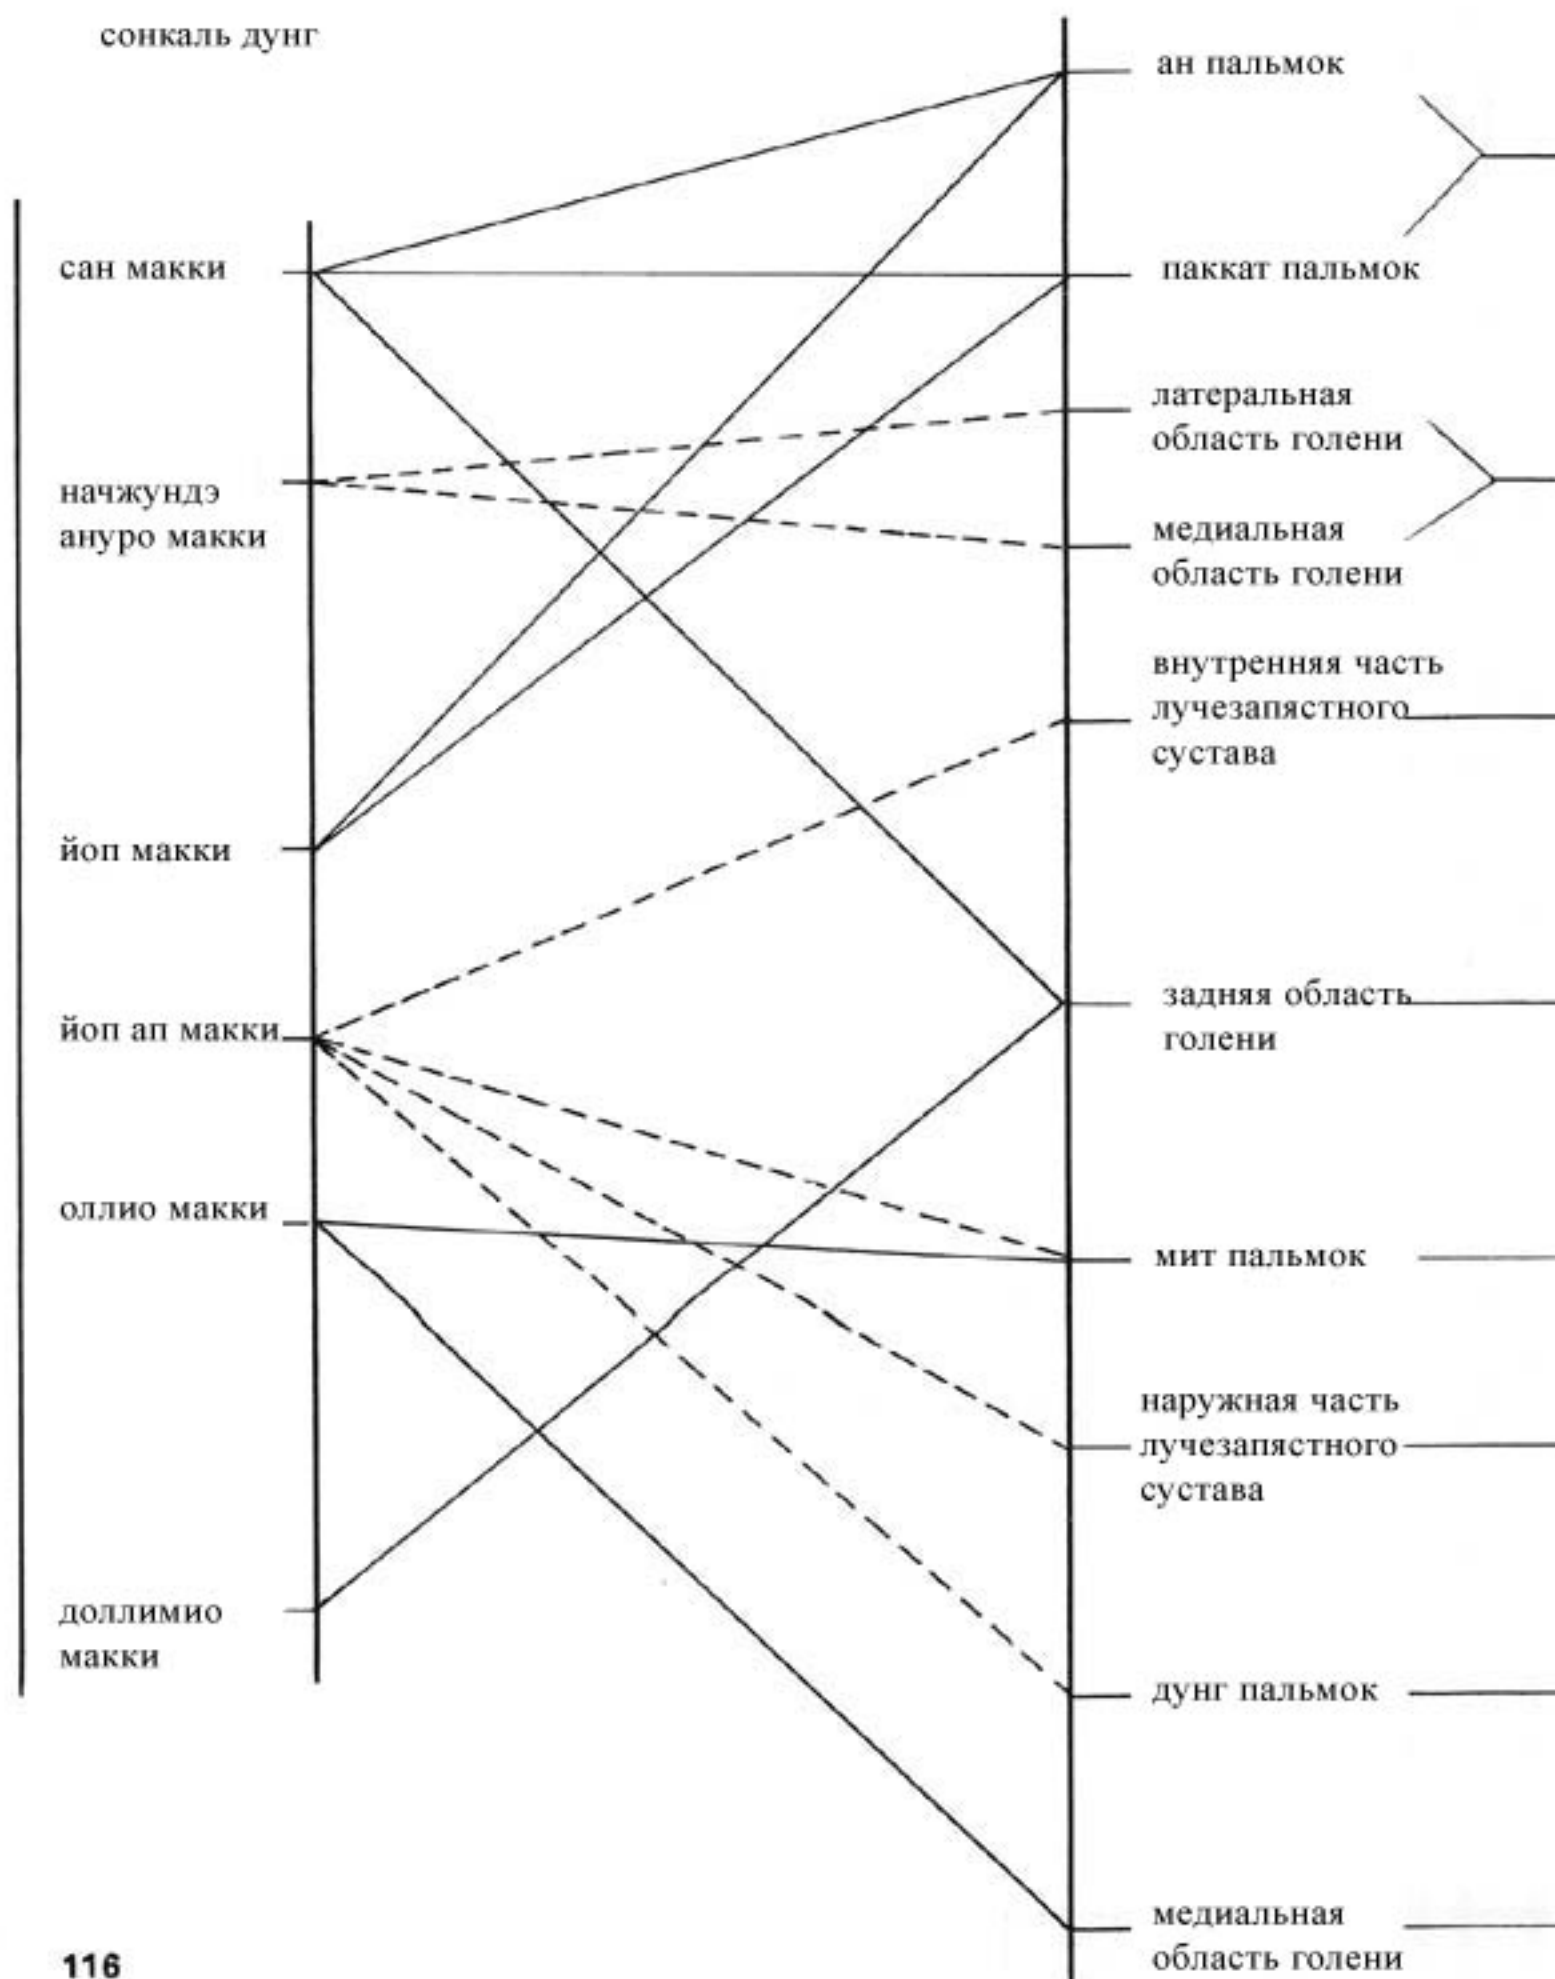 сонкаль дунг
сан макки
начжундэ
ануро макки
йоп макки
йоп ап макки
оллио макки
доллимио
макки
ан пальмок
паккат пальмок
латеральная
область голени
медиальная
область голени
внутренняя часть
лучезапястного
сустава
задняя область
голени
мит пальмок
наружная часть
лучезапястного
сустава
дунг пальмок
медиальная
область голени
116